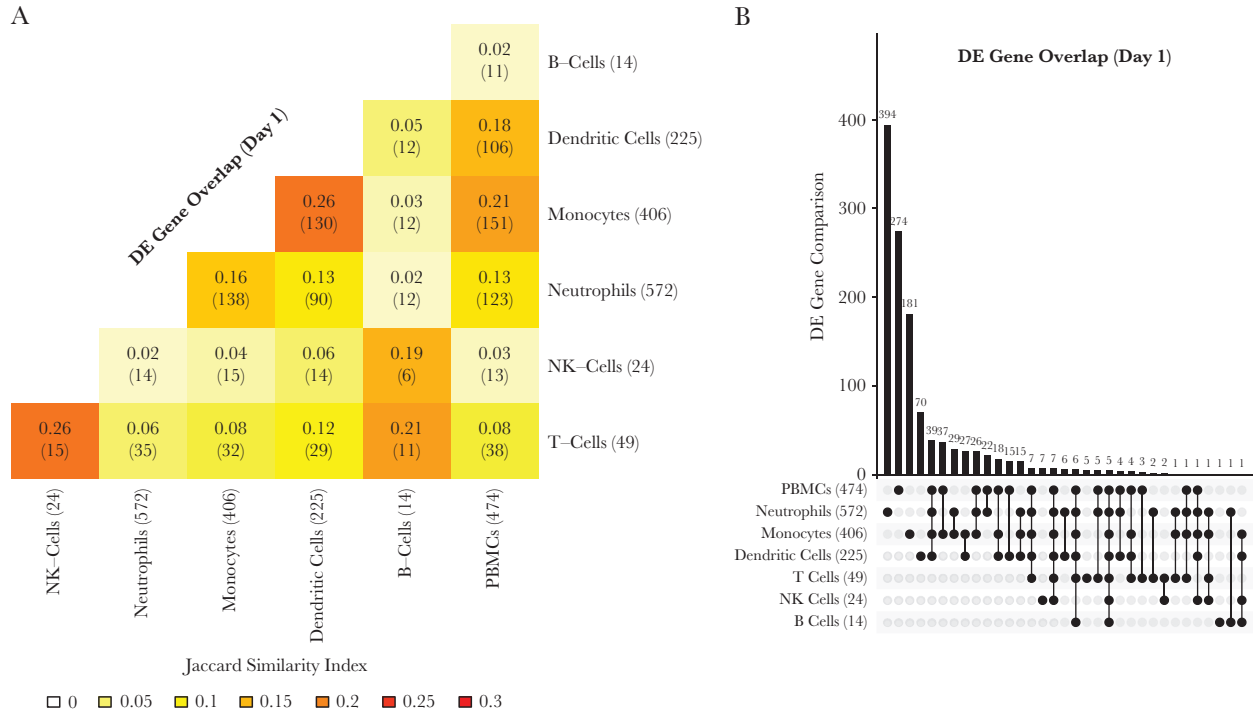 A
B
DE Gene Overlap (Day 1)
0.02
(11)
B–Cells (14)
0.05
(12)
0.18
(106)
Dendritic Cells (225)
0.26
(130)
0.03
(12)
0.21
(151)
Monocytes (406)
0.16
(138)
0.13
(90)
0.02
(12)
0.13
(123)
Neutrophils (572)
0.02
(14)
0.04
(15)
0.06
(14)
0.19
(6)
0.03
(13)
NK–Cells (24)
0.26
(15)
0.06
(35)
0.08
(32)
0.12
(29)
0.21
(11)
0.08
(38)
T–Cells (49)
NK–Cells (24)
Neutrophils (572)
Monocytes (406)
Dendritic Cells (225)
B–Cells (14)
PBMCs (474)
Jaccard Similarity Index
0 0.05 0.1 0.15 0.2 0.25 0.3
DE Gene Overlap (Day 1)
DE Gene Comparison
400
300
200
100
0
394
274
181
70
39 37 29 27 26 22 18 15 15 7 7 7 6 6 5 5 5 4 4 3 2 2 1 1 1 1 1 1 1
PBMCs (474)
Neutrophils (572)
Monocytes (406)
Dendritic Cells (225)
T Cells (49)
NK Cells (24)
B Cells (14)